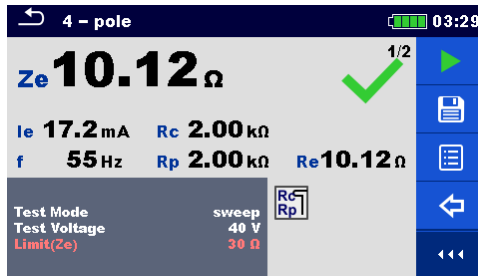 4 - pole 03:29
1/2
Ze 10.12 Ω
Ie 17.2 mA Rc 2.00 kΩ
f 55 Hz Rp 2.00 kΩ Re 10.12 Ω
Rc
Rp
Test Mode sweep
Test Voltage 40 V
Limit(Ze) 30 Ω